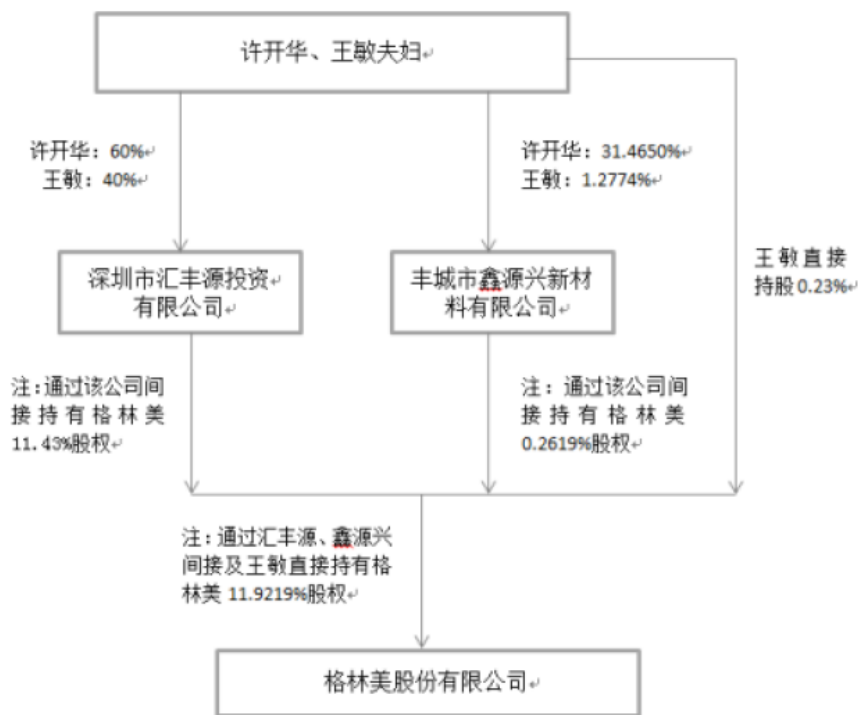 许开华、王敏夫妇
许开华：60%
王敏：40%
许开华：31.4650%
王敏：1.2774%
王敏直接
持股0.23%
深圳市汇丰源投资
有限公司
丰城市鑫源兴新材
料有限公司
注：通过该公司间
接持有格林美
11.43%股权
注：通过该公司间
接持有格林美
0.2619%股权
注：通过汇丰源、鑫源兴
间接及王敏直接持有格
林美 11.9219%股权
格林美股份有限公司